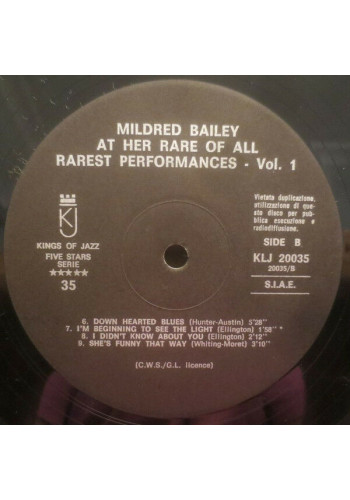 MILDRED BAILEY
AT HER RARE OF ALL
RAREST PERFORMANCES - Vol. 1
KJ
KINGS OF JAZZ
FIVE STARS
SERIE
★★★★★
35
Vietata duplicazione,
utilizzazione di que-
sto disco per pub-
blica esecuzione e
radiodiffusione.
SIDE B
KLJ 20035
20035/B
S.I.A.E.
6. DOWN HEARTED BLUES (Hunter-Austin) 3'28"
7. I'M BEGINNING TO SEE THE LIGHT (Ellington) 1'58" "
8. I DIDN'T KNOW ABOUT YOU (Ellington) 2'12"
9. SHE'S FUNNY THAT WAY (Whiting-Moret) 3'10"
(C.W.S./G.L. licence)